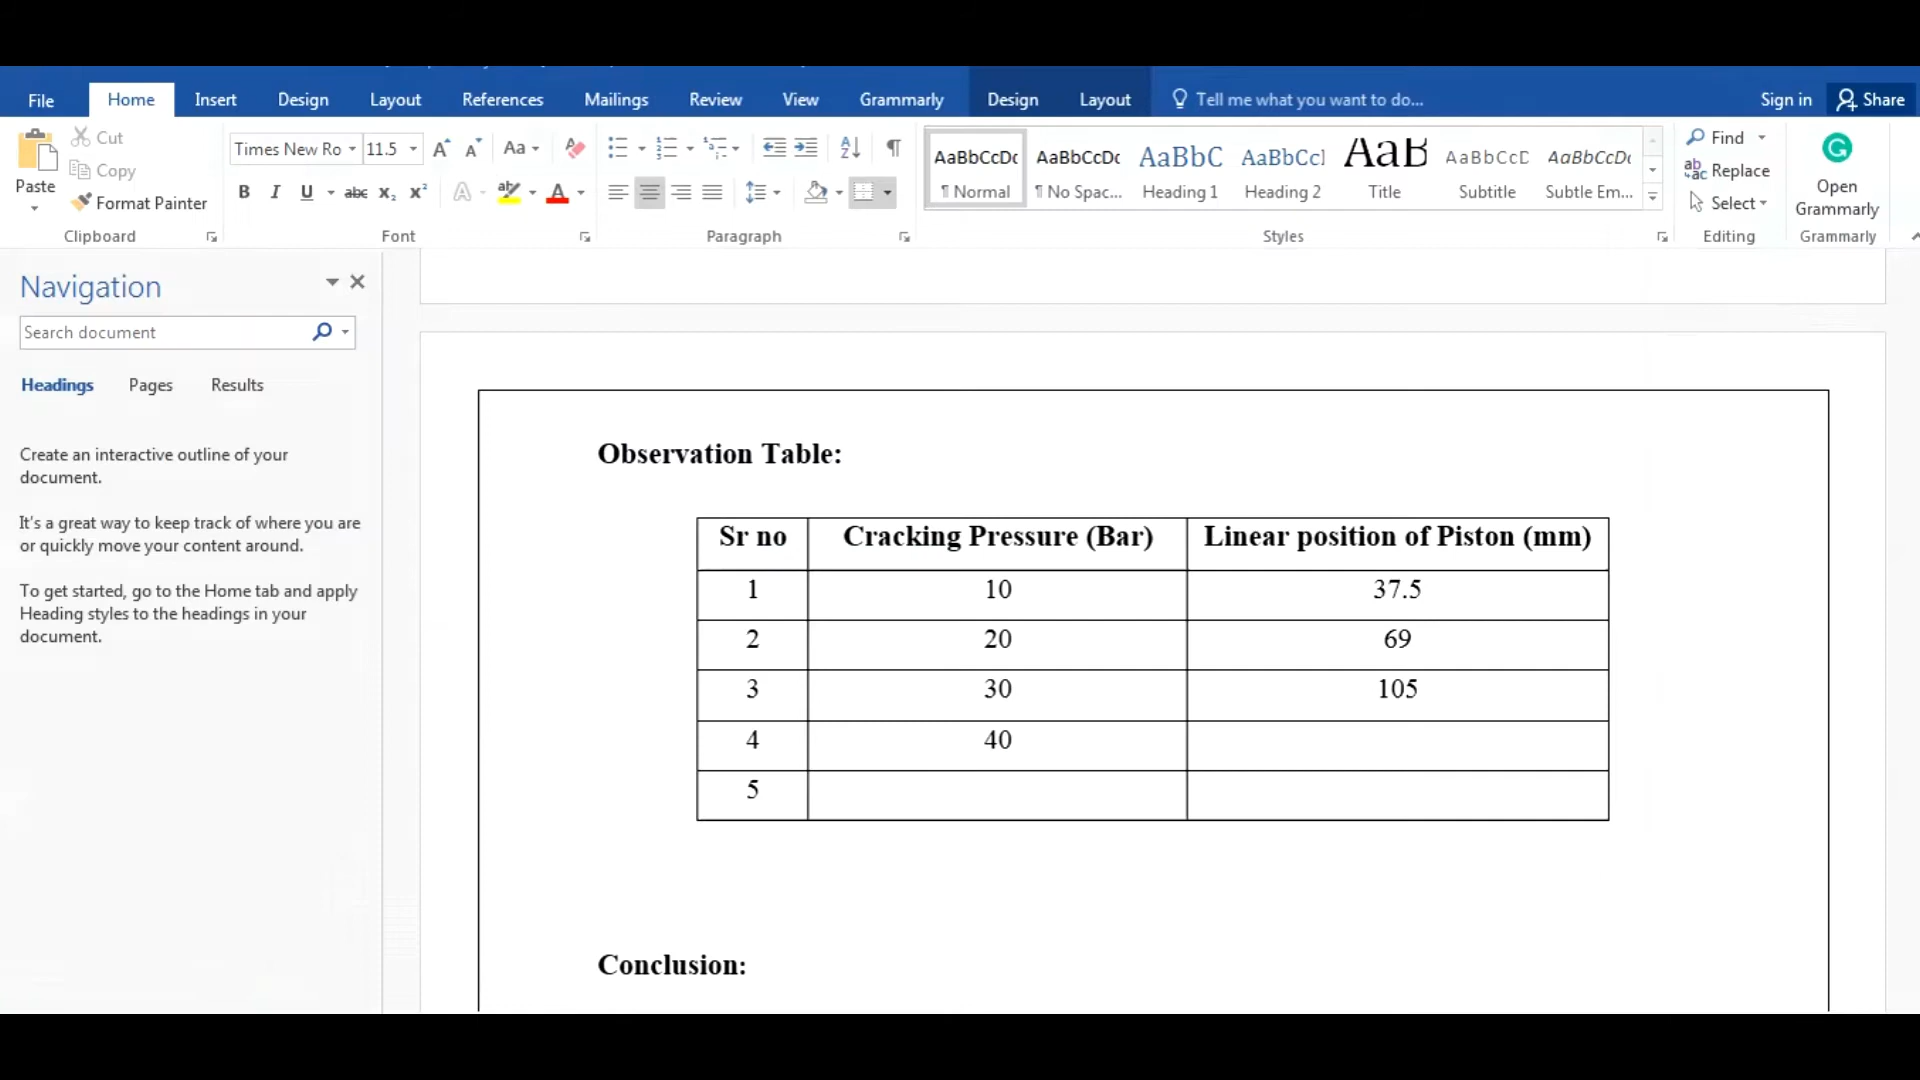 File Home Insert Design Layout References Mailings Review View Grammarly Design Layout Tell me what you want to do... Sign in Share
Paste
Cut
Copy
Format Painter
Clipboard
Times New Ro 11.5
Aa
B I U abc X₂ X²
Font
Paragraph
AaBbCcDc AaBbCcDc AaBbC AaBbCcI AaB AaBbCcD AaBbCcDc
¶ Normal ¶ No Spac... Heading 1 Heading 2 Title Subtitle Subtle Em...
Styles
Find
Replace
Select
Editing
Open
Grammarly
Grammarly
Navigation
Search document
Headings Pages Results
Create an interactive outline of your
document.
It's a great way to keep track of where you are
or quickly move your content around.
To get started, go to the Home tab and apply
Heading styles to the headings in your
document.
Observation Table:
Sr no Cracking Pressure (Bar) Linear position of Piston (mm)
1 10 37.5
2 20 69
3 30 105
4 40
5
Conclusion: